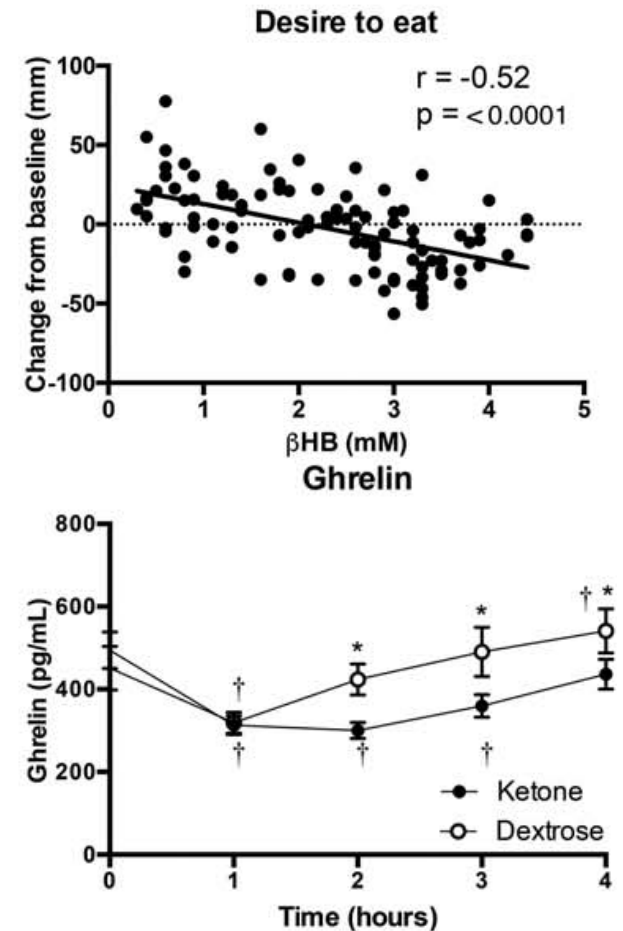 Desire to eat
Change from baseline (mm)
100
50
0
-50
-100
r = -0.52
p = <0.0001
0 1 2 3 4 5
βHB (mM)
Ghrelin
Ghrelin (pg/mL)
800
600
400
200
0
† *
*
*
†
† † †
Ketone
Dextrose
0 1 2 3 4
Time (hours)